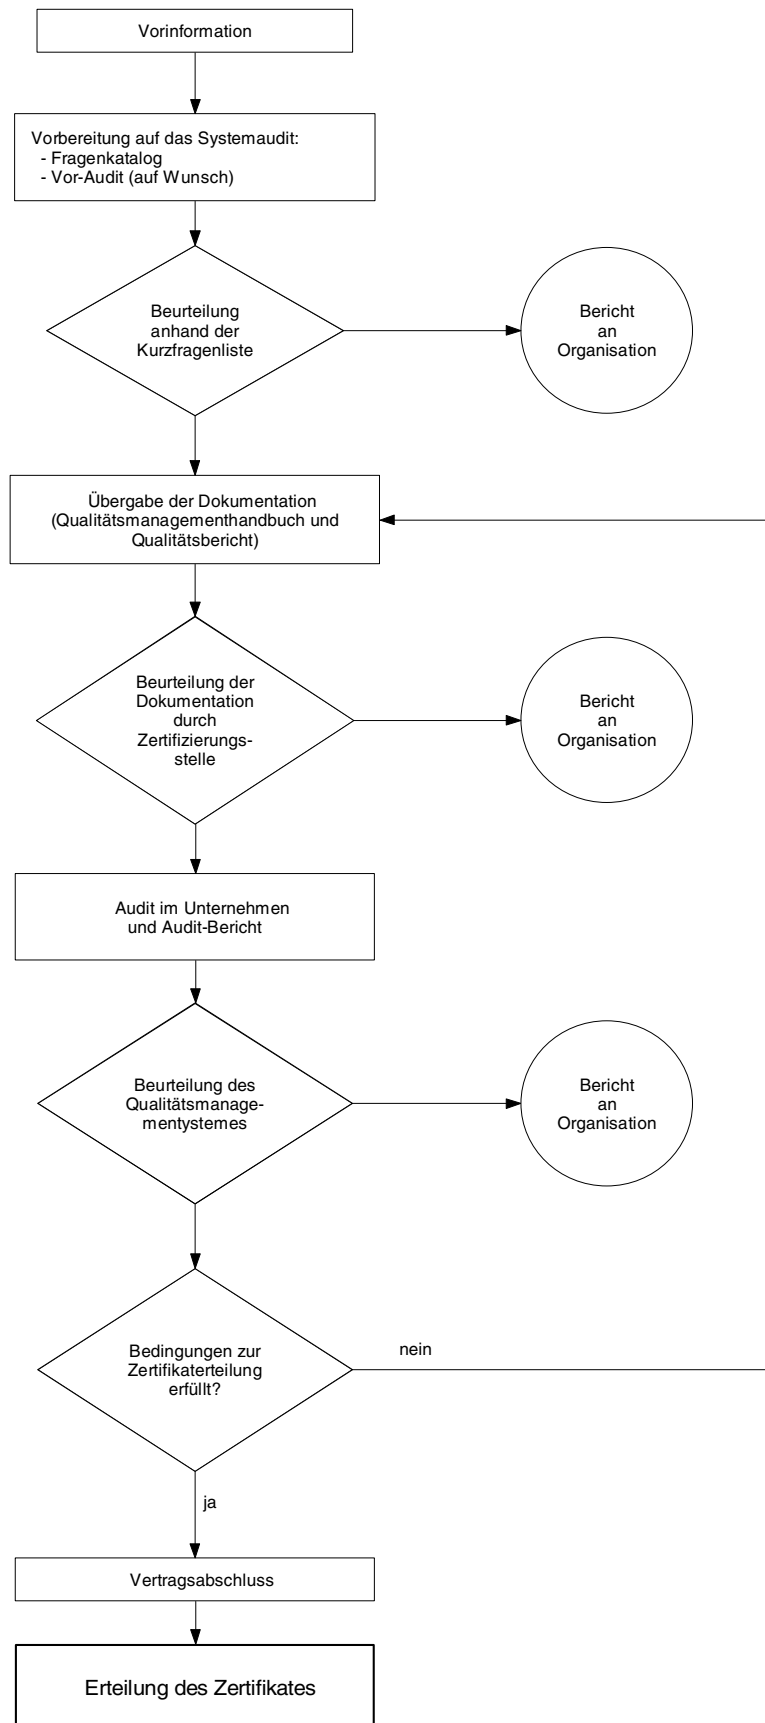 Vorinformation
Vorbereitung auf das Systemaudit:
- Fragenkatalog
- Vor-Audit (auf Wunsch)
Beurteilung
anhand der
Kurzfragenliste
Bericht
an
Organisation
Übergabe der Dokumentation
(Qualitätsmanagementhandbuch und
Qualitätsbericht)
Beurteilung der
Dokumentation
durch
Zertifizierungs-
stelle
Bericht
an
Organisation
Audit im Unternehmen
und Audit-Bericht
Beurteilung des
Qualitätsmanage-
mentystemes
Bericht
an
Organisation
Bedingungen zur
Zertifikaterteilung
erfüllt?
nein
ja
Vertragsabschluss
Erteilung des Zertifikates